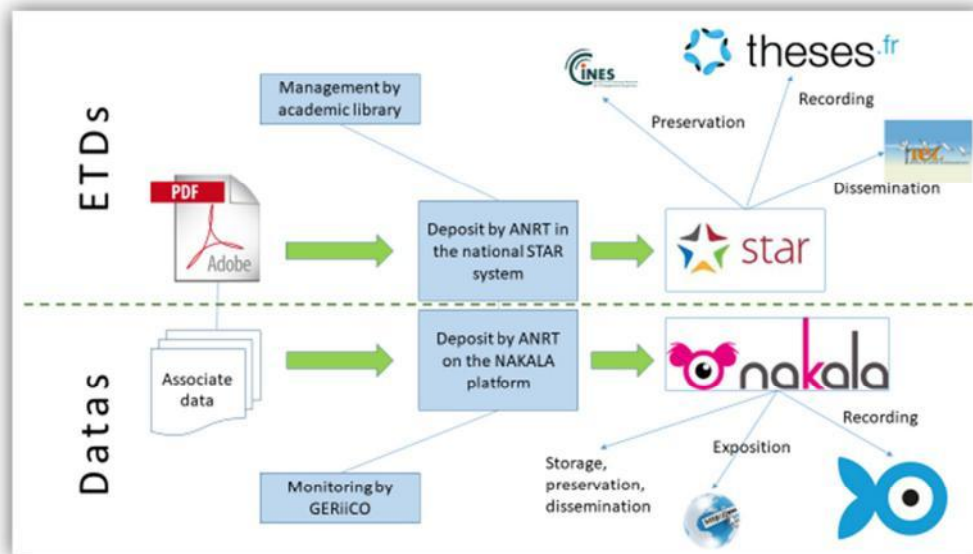 ETDs
Management by
academic library
CINES
theses.fr
Preservation
Recording
Dissemination
PDF
Adobe
Deposit by ANRT in
the national STAR
system
star
Datas
Associate
data
Deposit by ANRT
on the NAKALA
platform
nakala
Recording
Exposition
Storage,
preservation,
dissemination
Monitoring by
GERiiCO